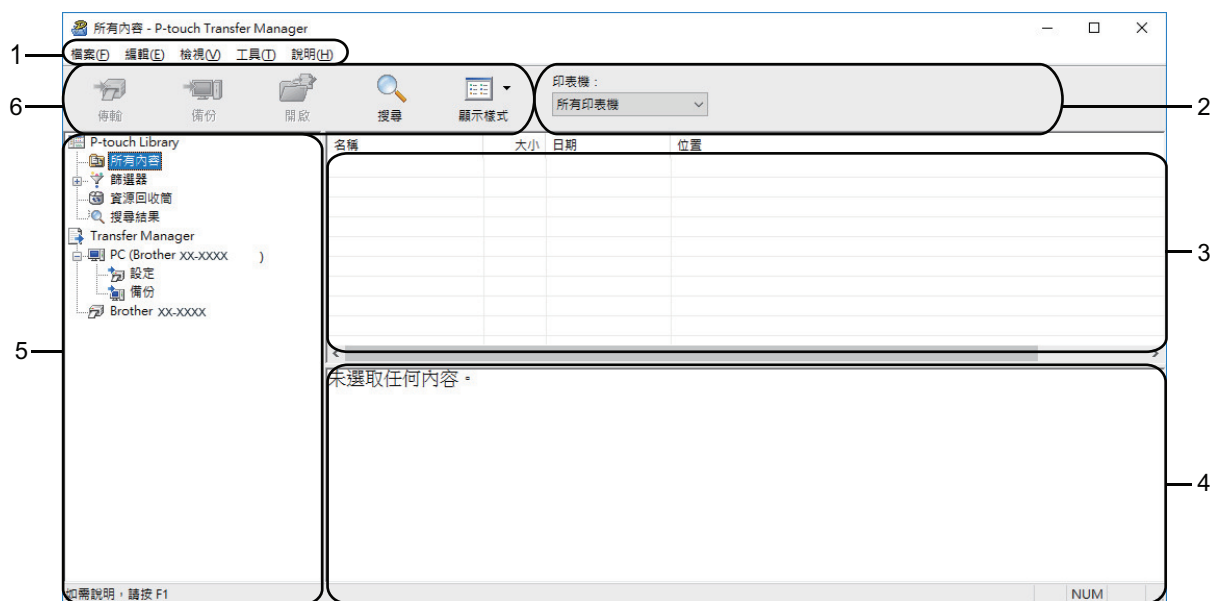 所有內容 - P-touch Transfer Manager
1
檔案(F) 編輯(E) 檢視(V) 工具(T) 說明(H)
6
傳輸 備份 開啟 搜尋 顯示樣式
印表機：
所有印表機
2
P-touch Library
所有內容
篩選器
資源回收筒
搜尋結果
Transfer Manager
PC (Brother XX-XXXX )
設定
備份
Brother XX-XXXX
5
名稱 大小 日期 位置
3
未選取任何內容。
4
如需說明，請按 F1
NUM